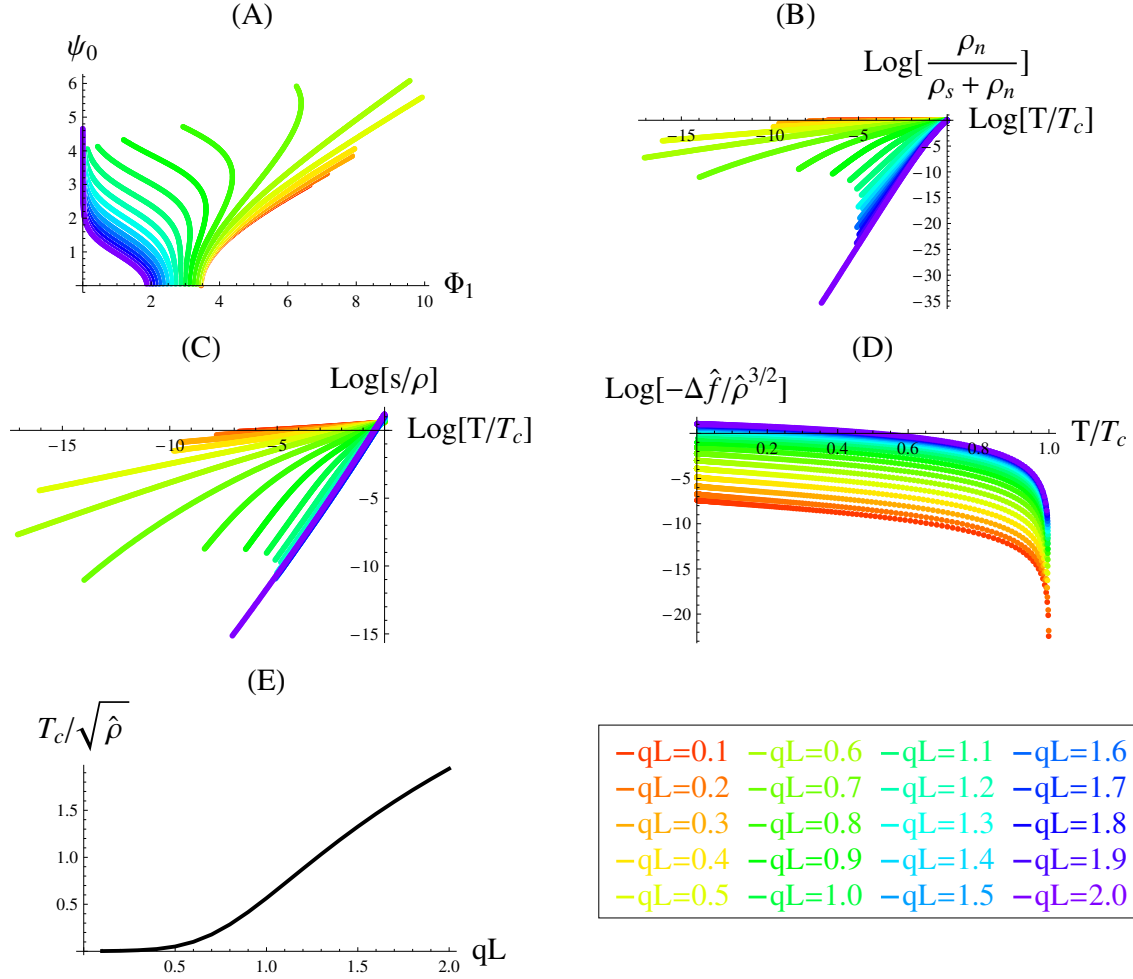 (A)
ψ₀
6
5
4
3
2
1
2 4 6 8 10 Φ₁
(B)
Log[ρₙ/(ρₛ + ρₙ)]
Log[T/T_c]
−15 −10 −5
−5
−10
−15
−20
−25
−30
−35
(C)
Log[s/ρ]
Log[T/T_c]
−15 −10 −5
−5
−10
−15
(D)
Log[−Δf̂/ρ̂^{3/2}]
T/T_c
0.2 0.4 0.6 0.8 1.0
−5
−10
−15
−20
(E)
T_c/√ρ̂
1.5
1.0
0.5
0.5 1.0 1.5 2.0 qL
qL=0.1 qL=0.6 qL=1.1 qL=1.6
qL=0.2 qL=0.7 qL=1.2 qL=1.7
qL=0.3 qL=0.8 qL=1.3 qL=1.8
qL=0.4 qL=0.9 qL=1.4 qL=1.9
qL=0.5 qL=1.0 qL=1.5 qL=2.0